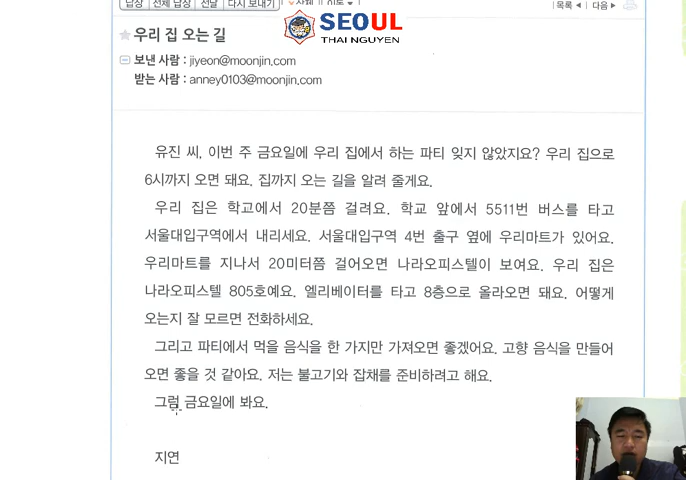 답장 전체 답장 전달 다시 보내기 삭제 이동 목록 다음
SEOUL
THAI NGUYEN
우리 집 오는 길
보낸 사람 : jiyeon@moonjin.com
받는 사람 : anney0103@moonjin.com
유진 씨, 이번 주 금요일에 우리 집에서 하는 파티 잊지 않았지요? 우리 집으로
6시까지 오면 돼요. 집까지 오는 길을 알려 줄게요.
우리 집은 학교에서 20분쯤 걸려요. 학교 앞에서 5511번 버스를 타고
서울대입구역에서 내리세요. 서울대입구역 4번 출구 옆에 우리마트가 있어요.
우리마트를 지나서 20미터쯤 걸어오면 나라오피스텔이 보여요. 우리 집은
나라오피스텔 805호예요. 엘리베이터를 타고 8층으로 올라오면 돼요. 어떻게
오는지 잘 모르면 전화하세요.
그리고 파티에서 먹을 음식을 한 가지만 가져오면 좋겠어요. 고향 음식을 만들어
오면 좋을 것 같아요. 저는 불고기와 잡채를 준비하려고 해요.
그럼 금요일에 봐요.
지연